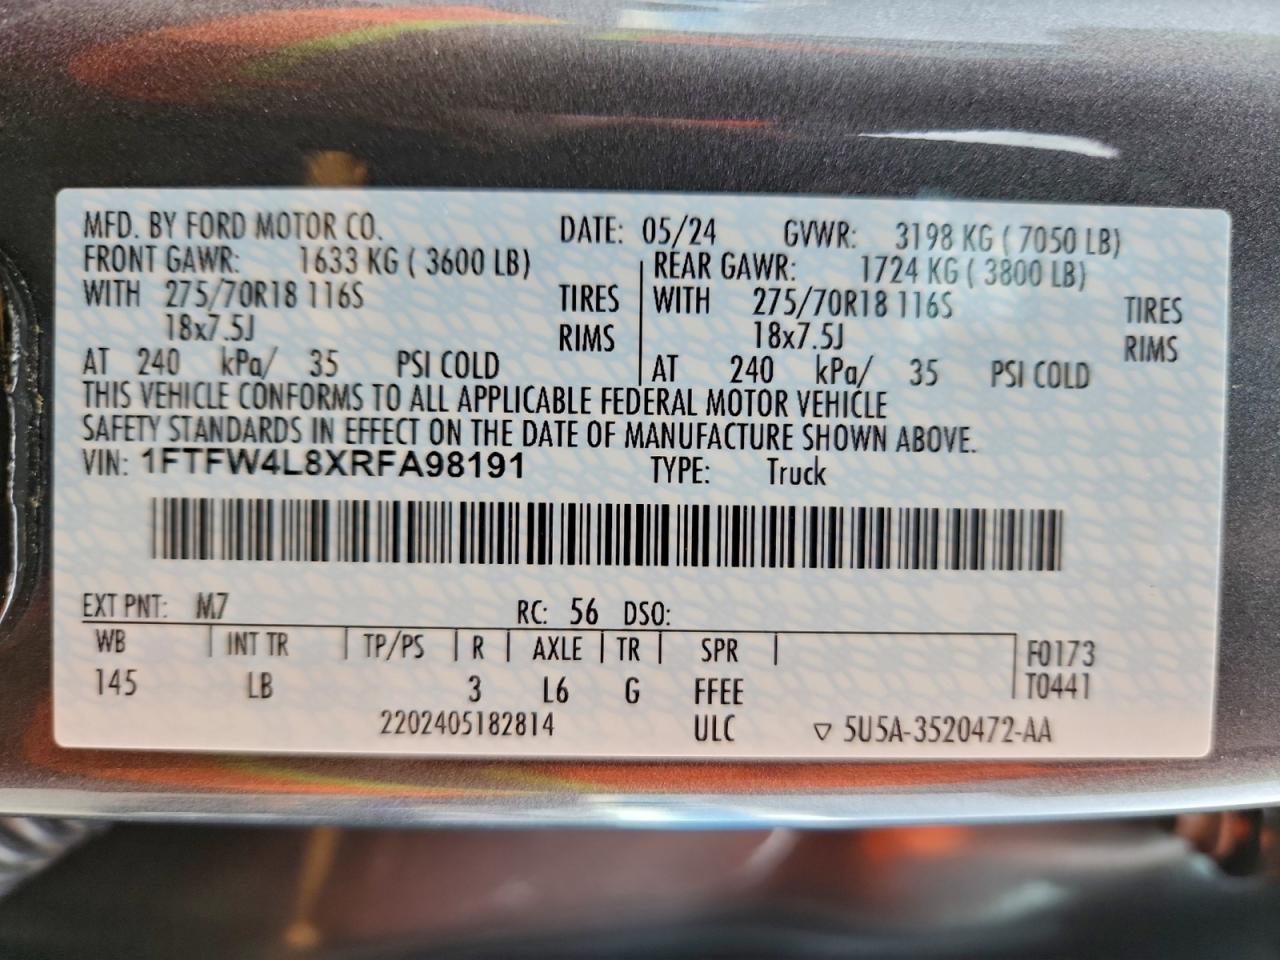 MFD. BY FORD MOTOR CO. DATE: 05/24 GVWR: 3198 KG ( 7050 LB)
FRONT GAWR: 1633 KG ( 3600 LB) REAR GAWR: 1724 KG ( 3800 LB)
WITH 275/70R18 116S TIRES WITH 275/70R18 116S TIRES
18x7.5J RIMS 18x7.5J RIMS
AT 240 kPa/ 35 PSI COLD AT 240 kPa/ 35 PSI COLD
THIS VEHICLE CONFORMS TO ALL APPLICABLE FEDERAL MOTOR VEHICLE
SAFETY STANDARDS IN EFFECT ON THE DATE OF MANUFACTURE SHOWN ABOVE.
VIN: 1FTFW4L8XRFA98191 TYPE: Truck
EXT PNT: M7 RC: 56 DSO:
WB INT TR TP/PS R AXLE TR SPR F0173
145 LB 3 L6 G FFEE T0441
2202405182814 ULC ▽ 5U5A-3520472-AA